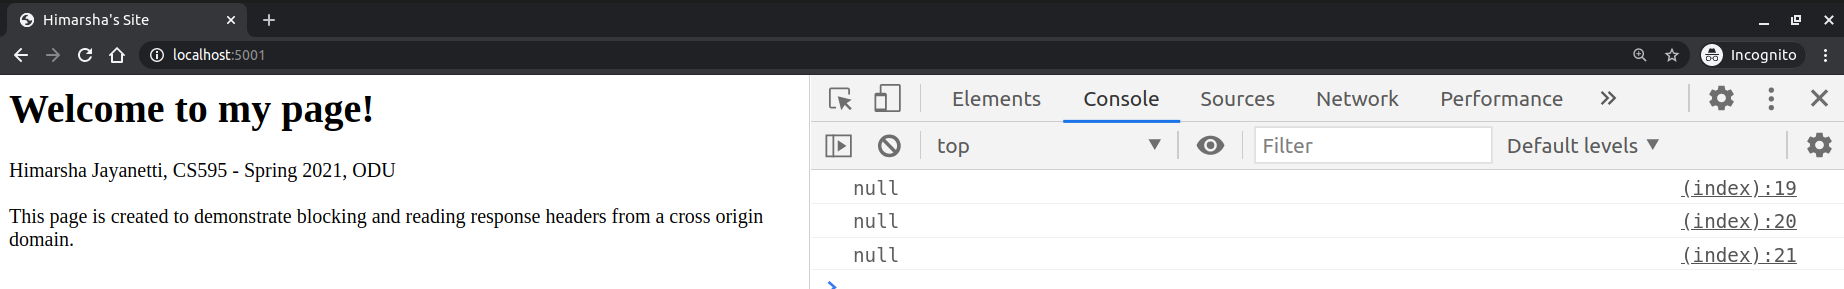 Himarsha's Site
localhost:5001
Incognito
Welcome to my page!
Himarsha Jayanetti, CS595 - Spring 2021, ODU
This page is created to demonstrate blocking and reading response headers from a cross origin
domain.
Elements Console Sources Network Performance
top Filter Default levels
null (index):19
null (index):20
null (index):21